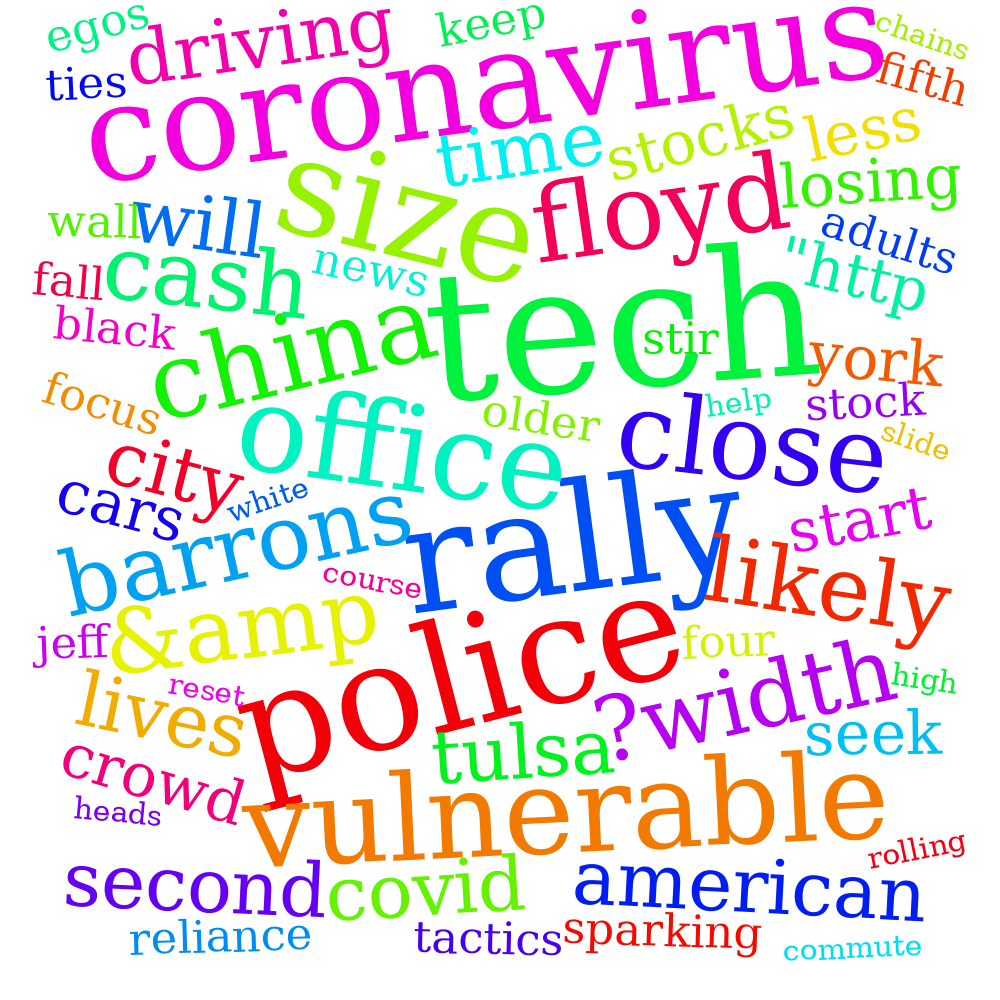 egos
driving
keep
coronavirus
chains
ties
fifth
time
stocks
less
size
floyd
losing
wall
will
adults
news
"http
fall
cash
black
china
tech
stir
york
focus
office
older
help
close
stock
slide
city
cars
white
barrons
rally
start
course
likely
jeff
&amp
police
four
reset
lives
?width
high
tulsa
seek
crowd
heads
vulnerable
rolling
second
covid
american
reliance
tactics
sparking
commute